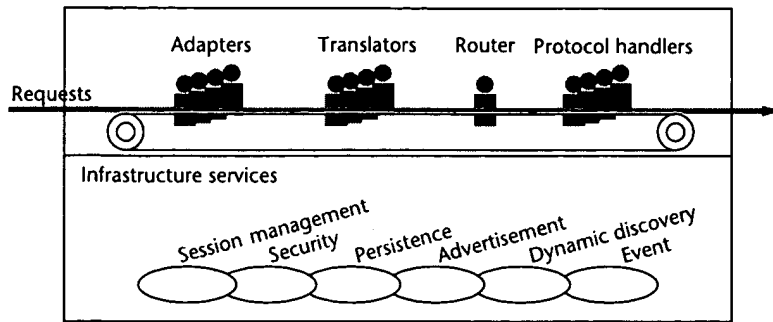 Adapters Translators Router Protocol handlers
Requests
Infrastructure services
Session management
Security
Persistence
Advertisement
Dynamic discovery
Event